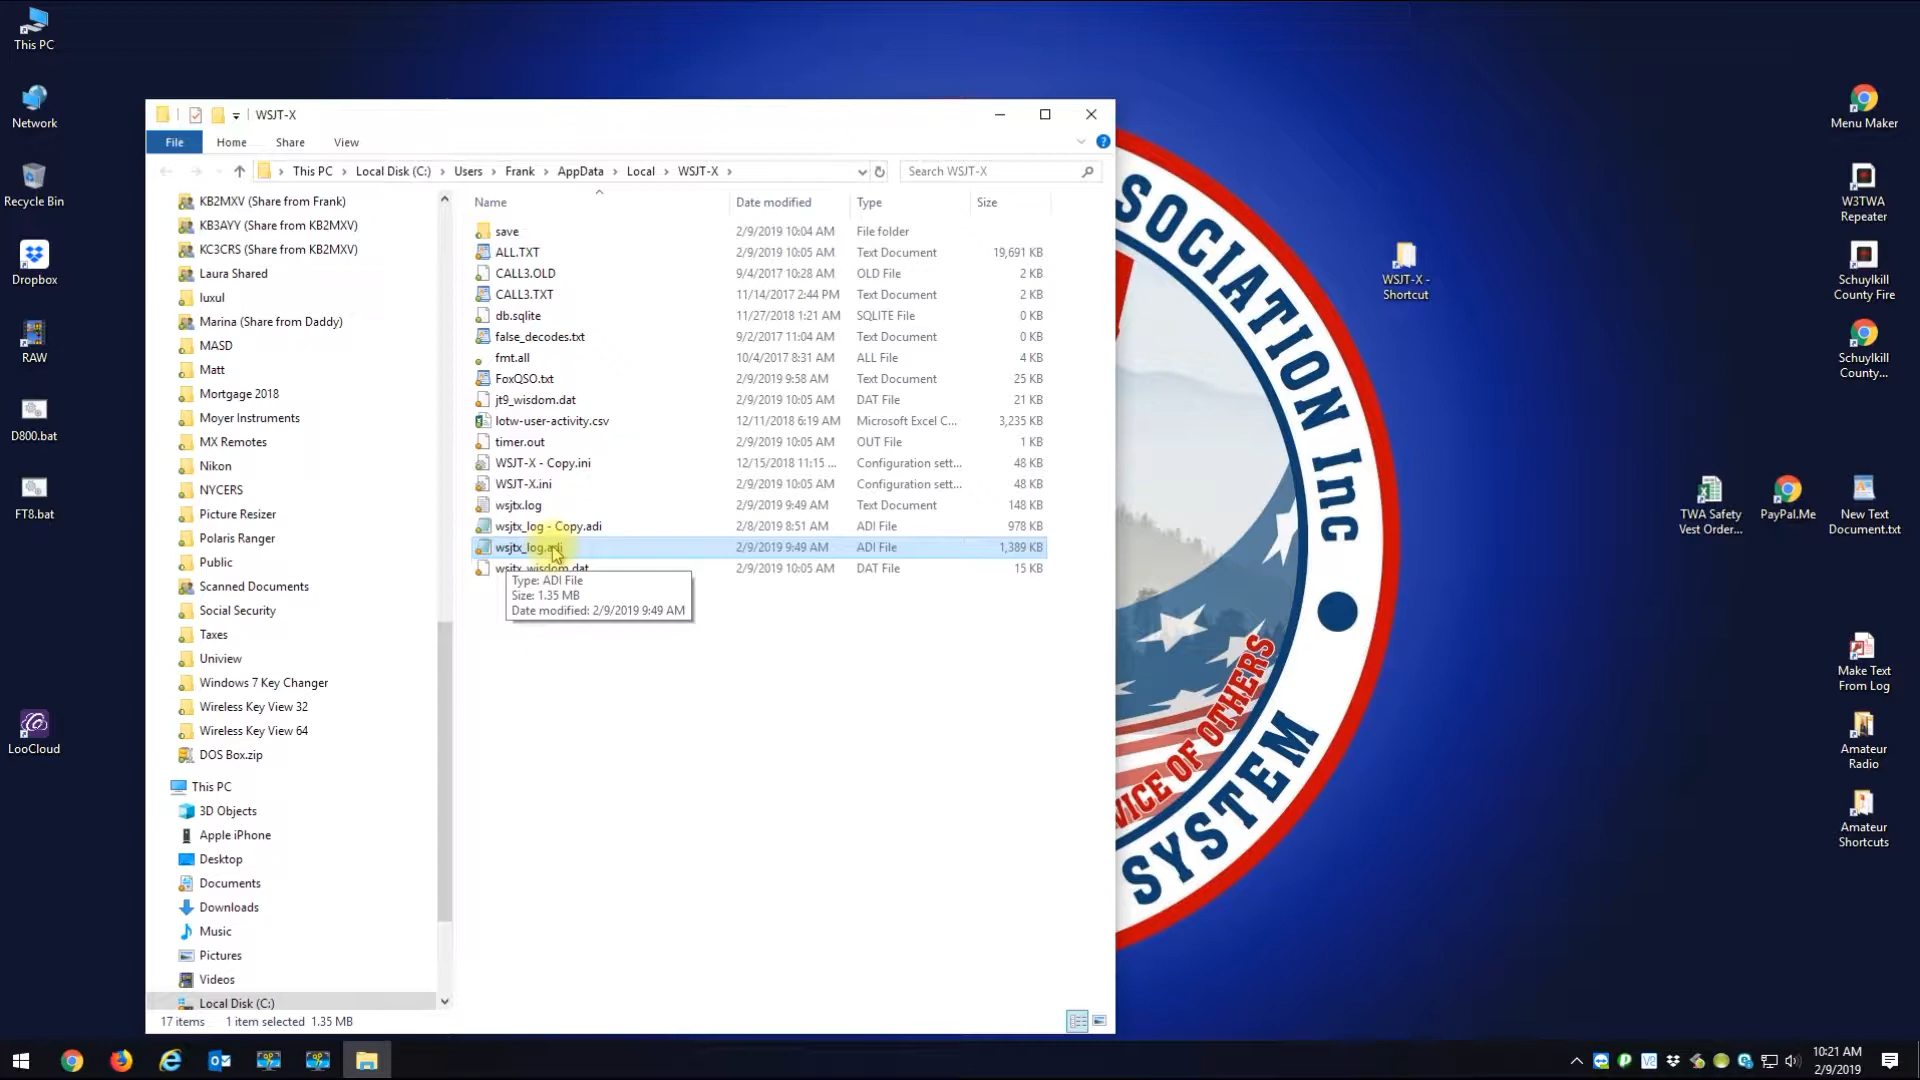 This PC
Network
Recycle Bin
Dropbox
RAW
D800.bat
FT8.bat
LooCloud
WSJT-X
File
Home
Share
View
This PC
Local Disk (C:)
Users
Frank
AppData
Local
WSJT-X
Search WSJT-X
KB2MXV (Share from Frank)
KB3AYY (Share from KB2MXV)
KC3CRS (Share from KB2MXV)
Laura Shared
luxul
Marina (Share from Daddy)
MASD
Matt
Mortgage 2018
Moyer Instruments
MX Remotes
Nikon
NYCERS
Picture Resizer
Polaris Ranger
Public
Scanned Documents
Social Security
Taxes
Uniview
Windows 7 Key Changer
Wireless Key View 32
Wireless Key View 64
DOS Box.zip
This PC
3D Objects
Apple iPhone
Desktop
Documents
Downloads
Music
Pictures
Videos
Local Disk (C:)
Name Date modified Type Size
save 2/9/2019 10:04 AM File folder
ALL.TXT 2/9/2019 10:05 AM Text Document 19,691 KB
CALL3.OLD 9/4/2017 10:28 AM OLD File 2 KB
CALL3.TXT 11/14/2017 2:44 PM Text Document 2 KB
db.sqlite 11/27/2018 1:21 AM SQLITE File 0 KB
false_decodes.txt 9/2/2017 11:04 AM Text Document 0 KB
fmt.all 10/4/2017 8:31 AM ALL File 4 KB
FoxQSO.txt 2/9/2019 9:58 AM Text Document 25 KB
jt9_wisdom.dat 2/9/2019 10:05 AM DAT File 21 KB
lotw-user-activity.csv 12/11/2018 6:19 AM Microsoft Excel C... 3,235 KB
timer.out 2/9/2019 10:05 AM OUT File 1 KB
WSJT-X - Copy.ini 12/15/2018 11:15 ... Configuration sett... 48 KB
WSJT-X.ini 2/9/2019 10:05 AM Configuration sett... 48 KB
wsjtx.log 2/9/2019 9:49 AM Text Document 148 KB
wsjtx_log - Copy.adi 2/8/2019 8:51 AM ADI File 978 KB
wsjtx_log.adi 2/9/2019 9:49 AM ADI File 1,389 KB
wsjtx_wisdom.dat 2/9/2019 10:05 AM DAT File 15 KB
Type: ADI File
Size: 1.35 MB
Date modified: 2/9/2019 9:49 AM
17 items 1 item selected 1.35 MB
SOCIATION Inc
VICE OF OTHERS
SYSTEM
WSJT-X -
Shortcut
Menu Maker
W3TWA
Repeater
Schuylkill
County Fire
Schuylkill
County...
TWA Safety
Vest Order...
PayPal.Me
New Text
Document.txt
Make Text
From Log
Amateur
Radio
Amateur
Shortcuts
10:21 AM
2/9/2019